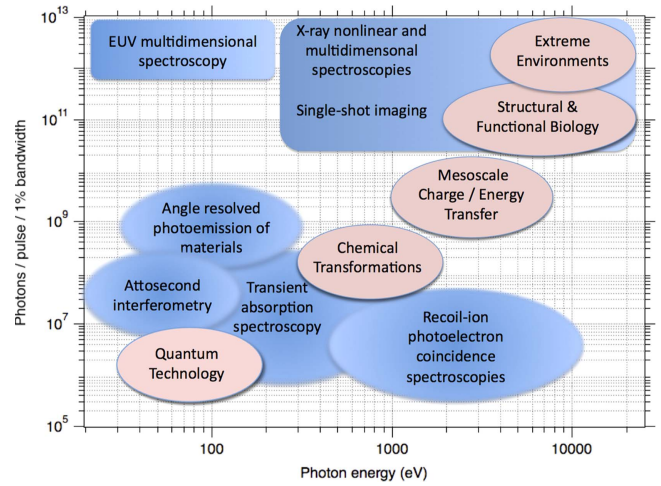 10^13
EUV multidimensional
spectroscopy
X-ray nonlinear and
multidimensonal
spectroscopies
Single-shot imaging
Extreme
Environments
10^11
Structural &
Functional Biology
Mesoscale
Charge / Energy
Transfer
10^9
Angle resolved
photoemission of
materials
Chemical
Transformations
Attosecond
interferometry
Transient
absorption
spectroscopy
10^7
Recoil-ion
photoelectron
coincidence
spectroscopies
Quantum
Technology
10^5
Photons / pulse / 1% bandwidth
100
1000
10000
Photon energy (eV)